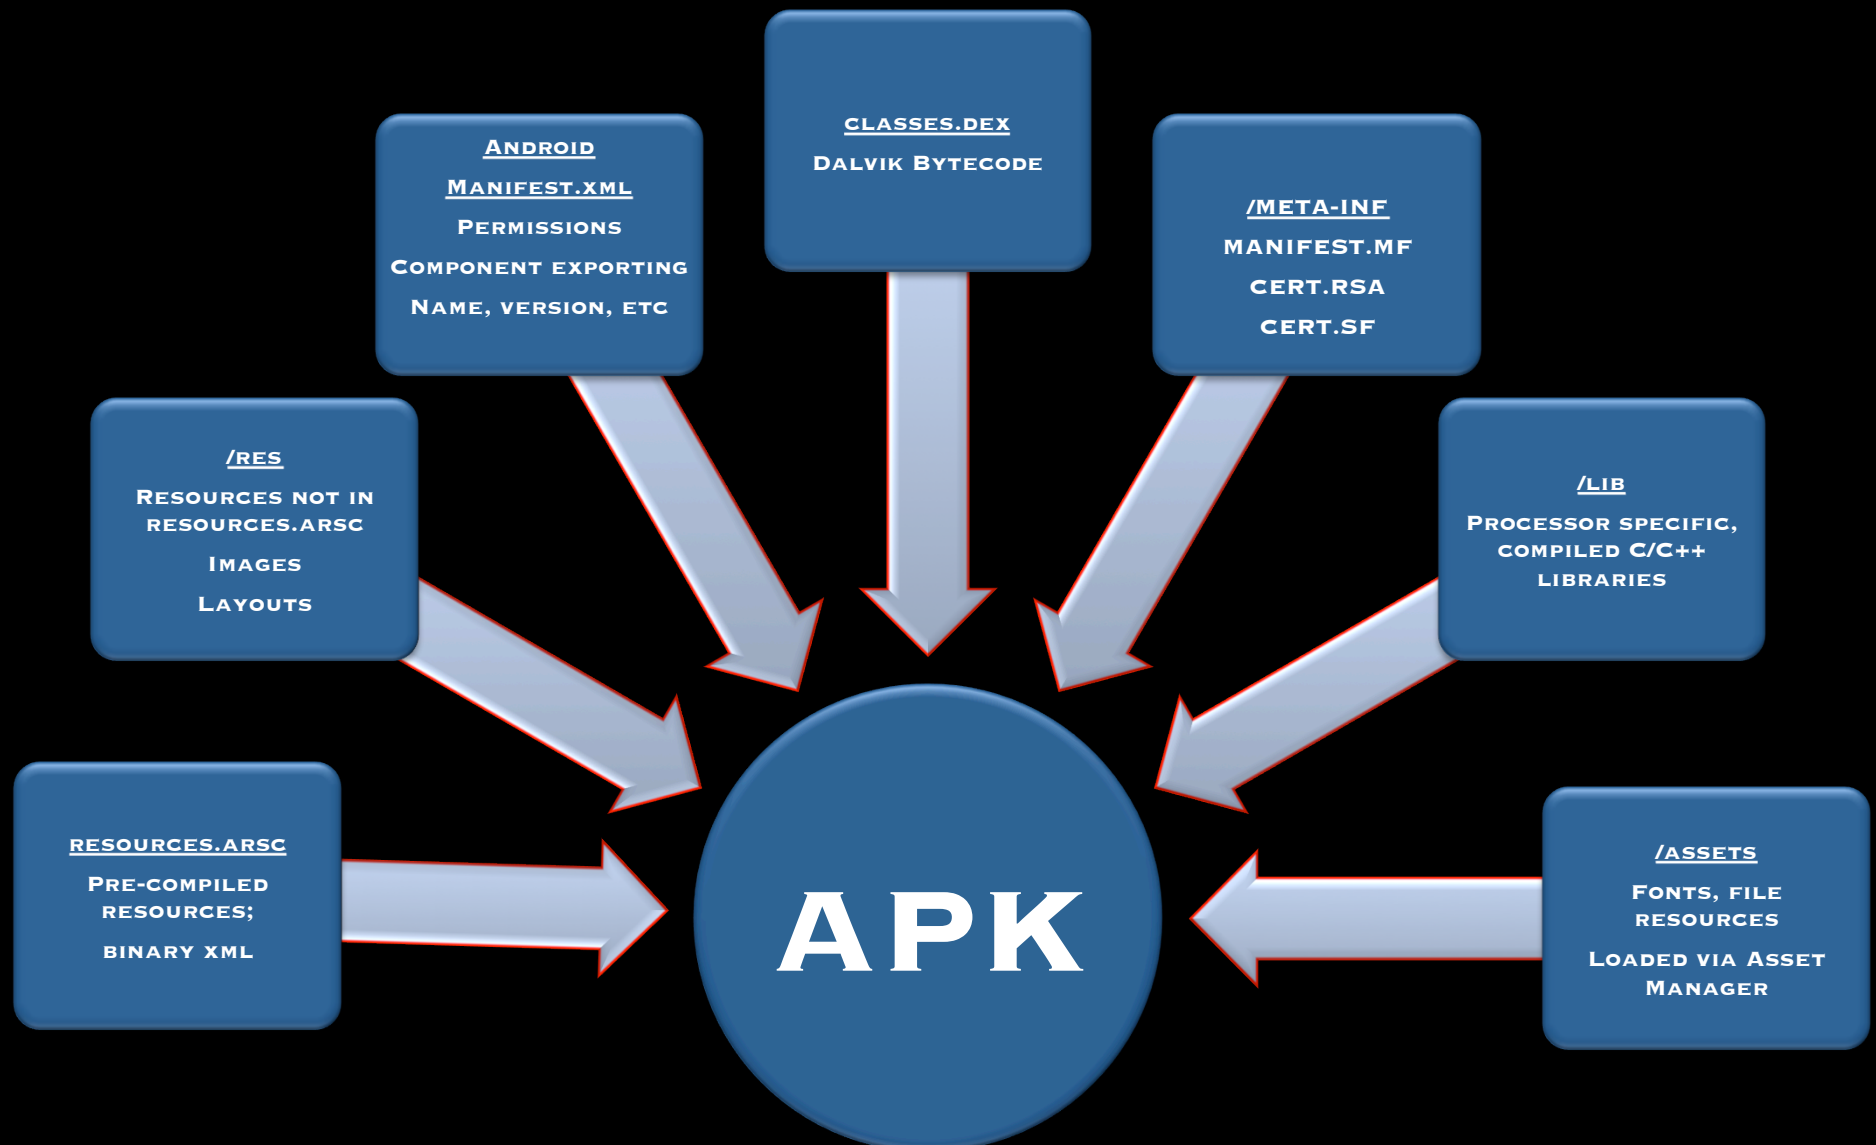 CLASSES.DEX
DALVIK BYTECODE
ANDROID
MANIFEST.XML
PERMISSIONS
COMPONENT EXPORTING
NAME, VERSION, ETC
/META-INF
MANIFEST.MF
CERT.RSA
CERT.SF
/RES
RESOURCES NOT IN
RESOURCES.ARSC
IMAGES
LAYOUTS
/LIB
PROCESSOR SPECIFIC,
COMPILED C/C++
LIBRARIES
RESOURCES.ARSC
PRE-COMPILED
RESOURCES;
BINARY XML
APK
/ASSETS
FONTS, FILE
RESOURCES
LOADED VIA ASSET
MANAGER